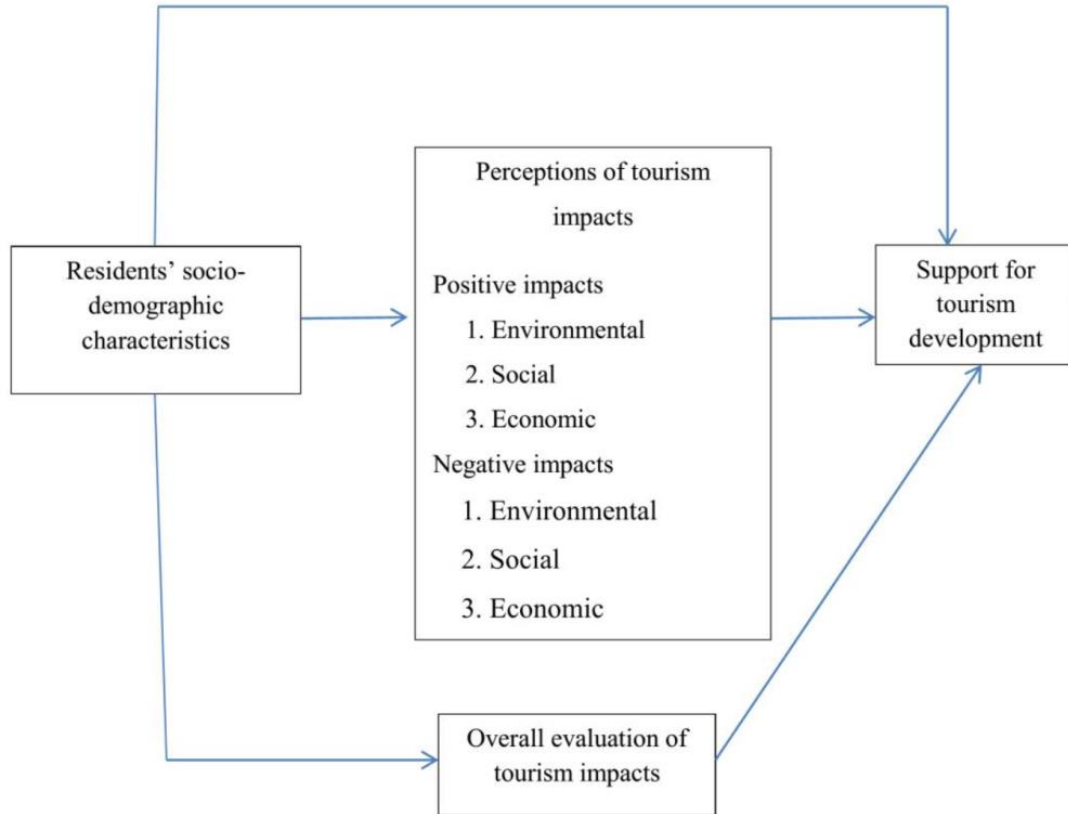 Residents’ socio-
demographic
characteristics
Perceptions of tourism
impacts
Positive impacts
1. Environmental
2. Social
3. Economic
Negative impacts
1. Environmental
2. Social
3. Economic
Support for
tourism
development
Overall evaluation of
tourism impacts